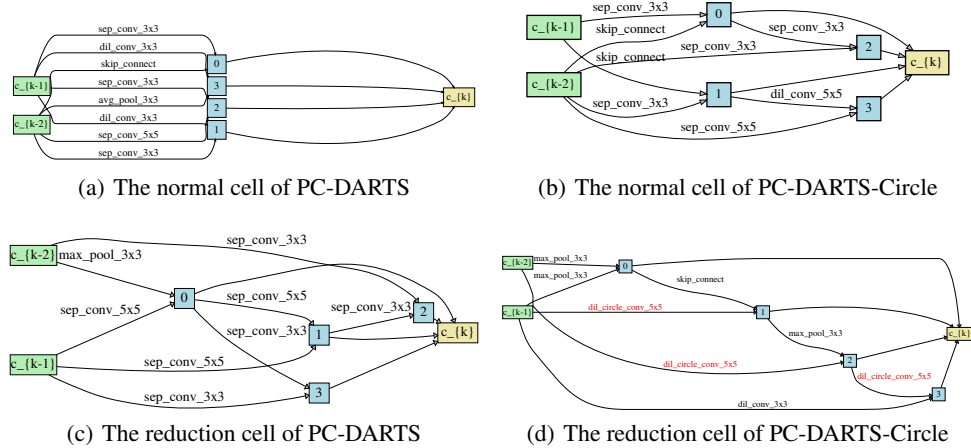 sep_conv_3x3
dil_conv_3x3
skip_connect
sep_conv_3x3
avg_pool_3x3
dil_conv_3x3
sep_conv_5x5
sep_conv_3x3
c_{k-1}
c_{k-2}
0
3
2
1
c_{k}
(a) The normal cell of PC-DARTS
c_{k-1}
c_{k-2}
sep_conv_3x3
skip_connect
sep_conv_3x3
skip_connect
sep_conv_3x3
sep_conv_3x3
dil_conv_5x5
sep_conv_5x5
0
2
1
3
c_{k}
(b) The normal cell of PC-DARTS-Circle
c_{k-2}
max_pool_3x3
sep_conv_3x3
sep_conv_5x5
0
sep_conv_5x5
sep_conv_3x3
sep_conv_3x3
2
1
c_{k}
c_{k-1}
sep_conv_5x5
sep_conv_3x3
3
(c) The reduction cell of PC-DARTS
c_{k-2}
max_pool_3x3
max_pool_3x3
0
skip_connect
c_{k-1}
dil_circle_conv_5x5
1
max_pool_3x3
c_{k}
dil_circle_conv_5x5
2
dil_circle_conv_5x5
dil_conv_3x3
3
(d) The reduction cell of PC-DARTS-Circle